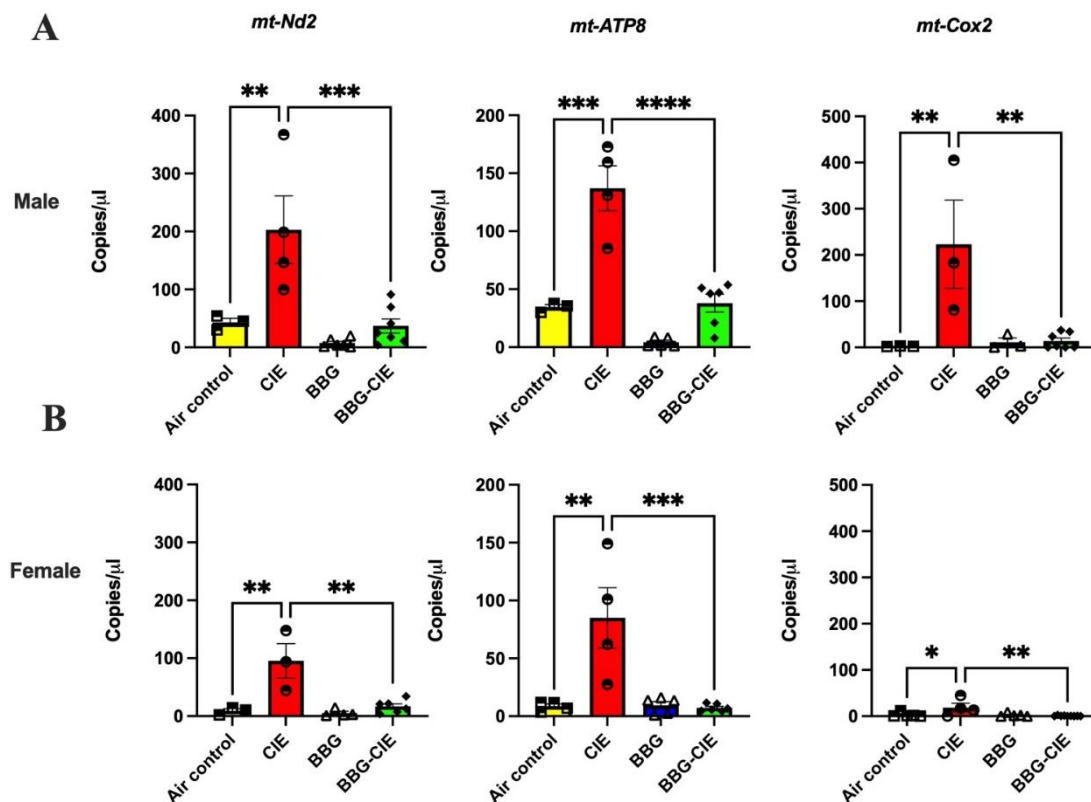 A
mt-Nd2
mt-ATP8
mt-Cox2
Male
Copies/µl
400
300
200
100
0
** ***
Air control
CIE
BBG
BBG-CIE
Copies/µl
200
150
100
50
0
*** ****
Air control
CIE
BBG
BBG-CIE
Copies/µl
500
400
300
200
100
0
** **
Air control
CIE
BBG
BBG-CIE
B
Female
Copies/µl
400
300
200
100
0
** **
Air control
CIE
BBG
BBG-CIE
Copies/µl
200
150
100
50
0
** ***
Air control
CIE
BBG
BBG-CIE
Copies/µl
500
400
300
200
100
0
* **
Air control
CIE
BBG
BBG-CIE